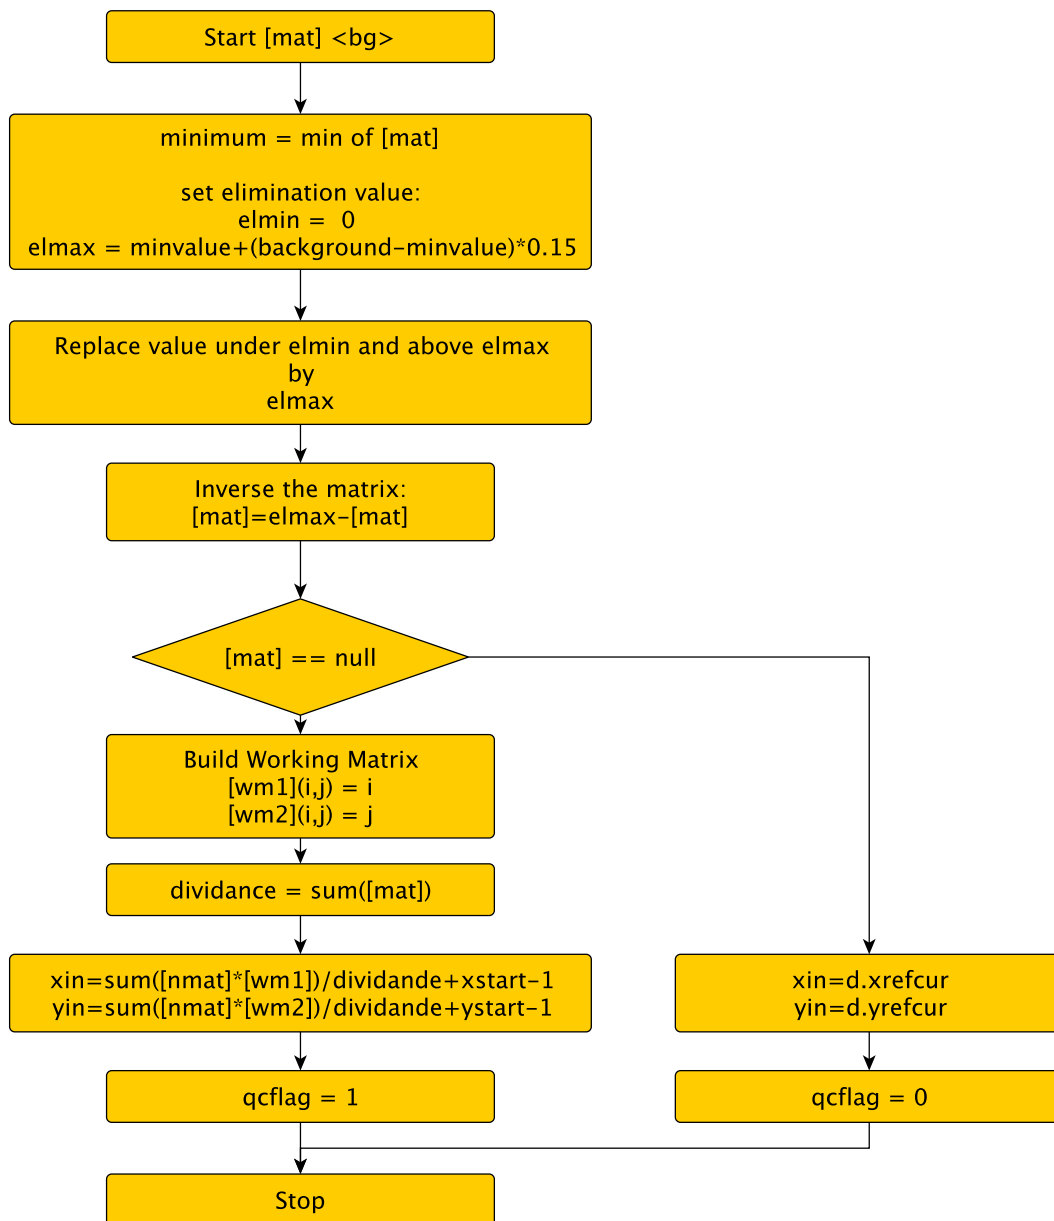 Start [mat] <bg>
minimum = min of [mat]
set elimination value:
elmin = 0
elmax = minvalue+(background-minvalue)*0.15
Replace value under elmin and above elmax
by
elmax
Inverse the matrix:
[mat]=elmax-[mat]
[mat] == null
Build Working Matrix
[wm1](i,j) = i
[wm2](i,j) = j
dividance = sum([mat])
xin=sum([nmat]*[wm1])/dividande+xstart-1
yin=sum([nmat]*[wm2])/dividande+ystart-1
xin=d.xrefcur
yin=d.yrefcur
qcflag = 1
qcflag = 0
Stop